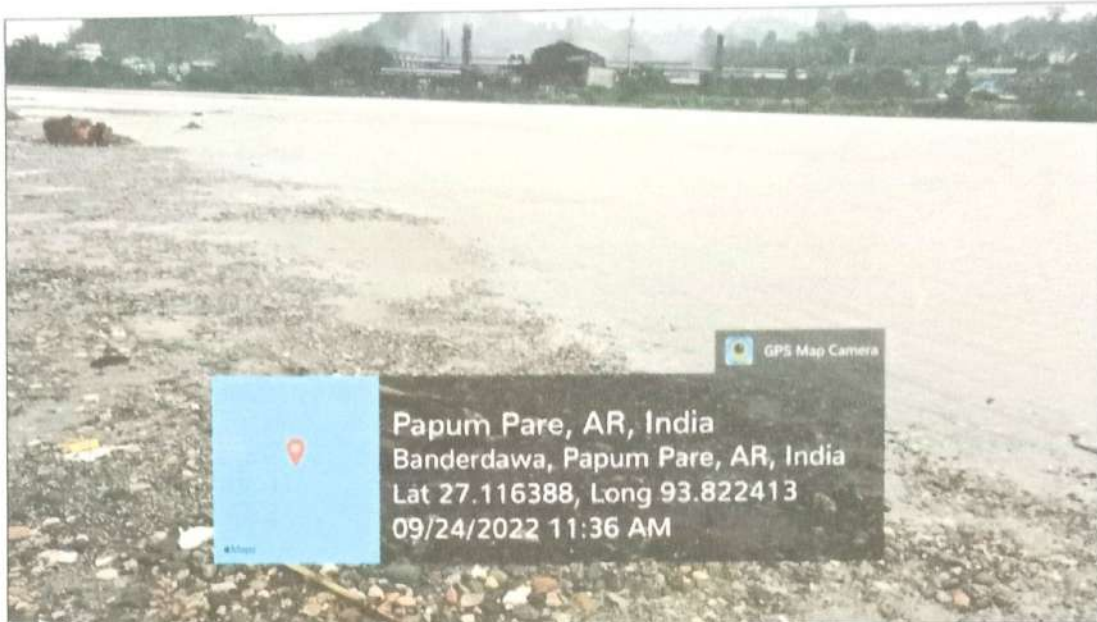 GPS Map Camera
Papum Pare, AR, India
Banderdawa, Papum Pare, AR, India
Lat 27.116388, Long 93.822413
09/24/2022 11:36 AM
Maps